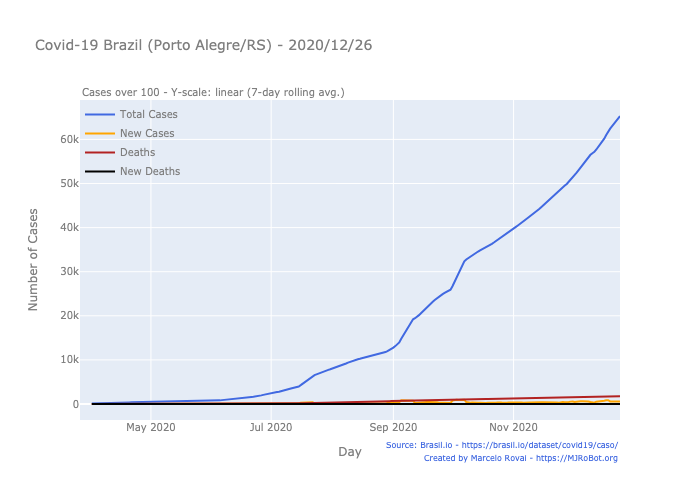 Covid-19 Brazil (Porto Alegre/RS) - 2020/12/26
Cases over 100 - Y-scale: linear (7-day rolling avg.)
Total Cases
New Cases
Deaths
New Deaths
60k
50k
40k
30k
20k
10k
0
Number of Cases
May 2020
Jul 2020
Sep 2020
Nov 2020
Day
Source: Brasil.io - https://brasil.io/dataset/covid19/caso/
Created by Marcelo Rovai - https://MJRoBot.org